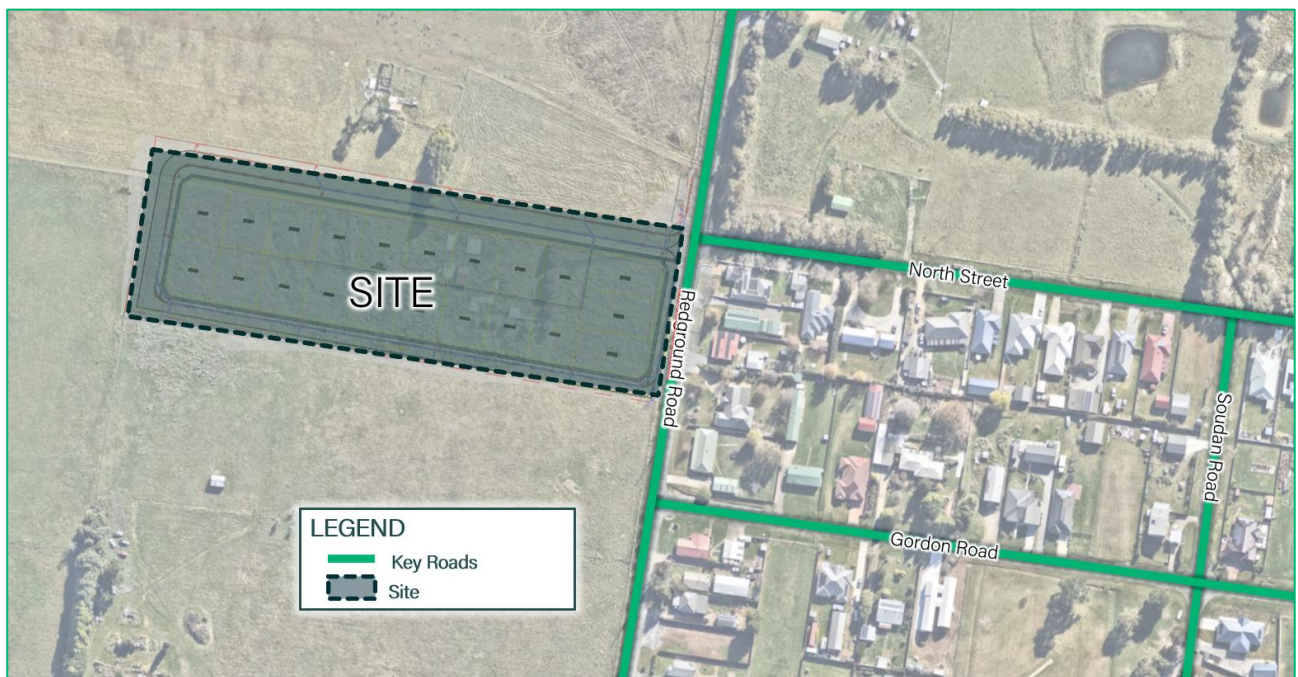 North Street
SITE
Redground Road
Soudan Road
LEGEND
Key Roads
Site
Gordon Road